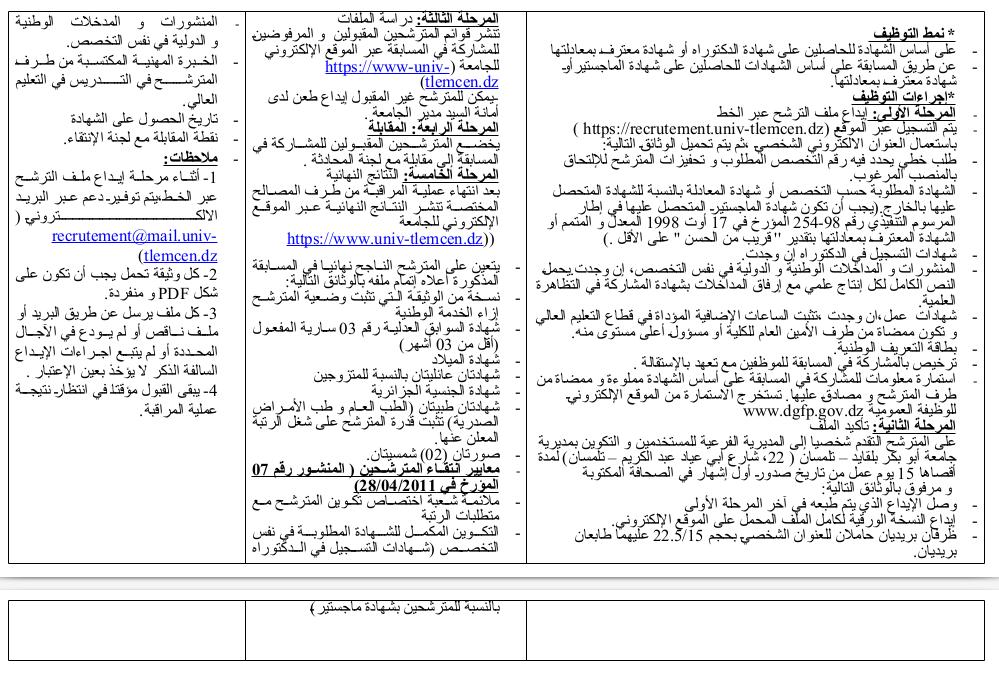 * نمط التوظيف
- على أساس الشهادة للحاصلين على شهادة الدكتوراه أو شهادة معترف بمعادلتها
- عن طريق المسابقة على أساس الشهادات للحاصلين على شهادة الماجستير أو
شهادة معترف بمعادلتها.
*إجراءات التوظيف
- المرحلة الأولى: إيداع ملف الترشح عبر الخط
- يتم التسجيل عبر الموقع (https://recrutement.univ-tlemcen.dz )
باستعمال العنوان الالكتروني الشخصي ،ثم يتم تحميل الوثائق التالية:
- طلب خطي يحدد فيه رقم التخصص المطلوب و تحفيزات المترشح للالتحاق
بالمنصب المرغوب.
- الشهادة المطلوبة حسب التخصص أو شهادة المعادلة بالنسبة للشهادة المتحصل
عليها بالخارج.(يجب أن تكون شهادة الماجستير المتحصل عليها في إطار
المرسوم التنفيذي رقم 98-254 المؤرخ في 17 أوت 1998 المعدل و المتمم أو
الشهادة المعترف بمعادلتها بتقدير " قريب من الحسن " على الأقل .)
- شهادات التسجيل في الدكتوراه إن وجدت.
- المنشورات و المداخلات الوطنية و الدولية في نفس التخصص، إن وجدت يحمل
النص الكامل لكل إنتاج علمي مع إرفاق المداخلات بشهادة المشاركة في التظاهرة
العلمية.
- شهادات عمل،ان وجدت ،تثبت الساعات الإضافية المؤداة في قطاع التعليم العالي
و تكون ممضاة من طرف الأمين العام للكلية أو مسؤول أعلى مستوى منه.
- بطاقة التعريف الوطنية
- ترخيص بالمشاركة في المسابقة للموظفين مع تعهد بالإستقالة .
- استمارة معلومات للمشاركة في المسابقة على أساس الشهادة مملوءة و ممضاة من
طرف المترشح و مصادق عليها. تستخرج الاستمارة من الموقع الإلكتروني
للوظيفة العمومية www.dgfp.gov.dz
المرحلة الثانية: تأكيد الملف
على المترشح التقدم شخصيا إلى المديرية الفرعية للمستخدمين و التكوين بمديرية
جامعة أبو بكر بلقايد – تلمسان ( 22، شارع أبي عياد عبد الكريم – تلمسان) لمدة
أقصاها 15 يوم عمل من تاريخ صدور أول إشهار في الصحافة المكتوبة
و مرفوق بالوثائق التالية:
- وصل الإيداع الذي يتم طبعه في آخر المرحلة الأولى
- إيداع النسخة الورقية لكامل الملف المحمل على الموقع الإلكتروني.
- ظرفان بريديان حاملان للعنوان الشخصي بحجم 22.5/15 عليهما طابعان
بريديان.
المرحلة الثالثة: دراسة الملفات
تنشر قوائم المترشحين المقبولين و المرفوضين
للمشاركة في المسابقة عبر الموقع الإلكتروني
للجامعة (https://www-univ-
tlemcen.dz)
-يمكن للمترشح غير المقبول إيداع طعن لدى
أمانة السيد مدير الجامعة .
المرحلة الرابعة: المقابلة
يخضع المترشحين المقبولين للمشاركة في
المسابقة إلى مقابلة مع لجنة المحادثة .
المرحلة الخامسة: النتائج النهائية
بعد انتهاء عملية المراقبة من طرف المصالح
المختصة تنشر النتائج النهائية عبر الموقع
الإلكتروني للجامعة
((https://www.univ-tlemcen.dz
- يتعين على المترشح الناجح نهائيا في المسابقة
المذكورة أعلاه إتمام ملفه بالوثائق التالية:
- نسخة من الوثيقة التي تثبت وضعية المترشح
إزاء الخدمة الوطنية
- شهادة السوابق العدلية رقم 03 سارية المفعول
(أقل من 03 أشهر)
- شهادة الميلاد
- شهادتان عائليتان بالنسبة للمتزوجين
- شهادة الجنسية الجزائرية
- شهادتان طبيتان (الطب العام و طب الأمراض
الصدرية) تثبت قدرة المترشح على شغل الرتبة
المعلن عنها.
- صورتان (02) شمسيتان.
- معايير انتقاء المترشحين ( المنشور رقم 07
المؤرخ في 28/04/2011)
- ملائمة شعبة اختصاص تكوين المترشح مع
متطلبات الرتبة
- التكوين المكمل للشهادة المطلوبة في نفس
التخصص (شهادات التسجيل في الدكتوراه
- المنشورات و المدخلات الوطنية
و الدولية في نفس التخصص.
- الخبرة المهنية المكتسبة من طرف
المترشح في التدريس في التعليم
العالي.
- تاريخ الحصول على الشهادة
- نقطة المقابلة مع لجنة الإنتقاء.
- ملاحظات:
1- أثناء مرحلة إيداع ملف الترشح
عبر الخط،يتم توفير دعم عبر البريد
الالكتروني (
recrutement@mail.univ-
tlemcen.dz)
2- كل وثيقة تحمل يجب أن تكون على
شكل PDF و منفردة.
3- كل ملف يرسل عن طريق البريد أو
ملف ناقص أو لم يودع في الآجال
المحددة أو لم يتبع اجراءات الإيداع
السالفة الذكر لا يؤخذ بعين الإعتبار .
4- يبقى القبول مؤقتا في انتظار نتيجة
عملية المراقبة.
بالنسبة للمترشحين بشهادة ماجستير)